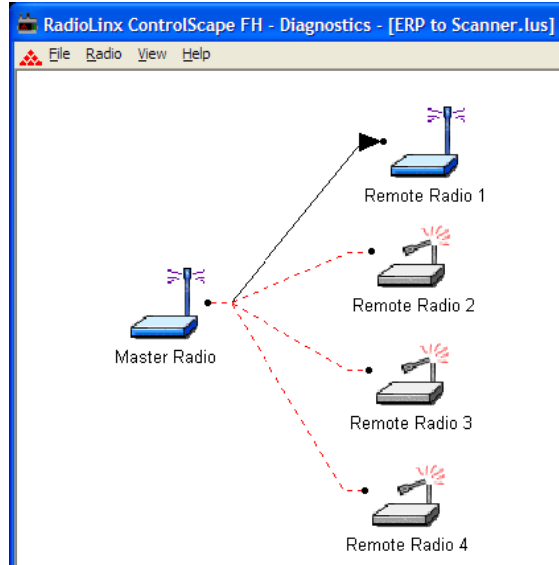 RadioLinx ControlScape FH - Diagnostics - [ERP to Scanner.lus]
File Radio View Help
Remote Radio 1
Remote Radio 2
Master Radio
Remote Radio 3
Remote Radio 4